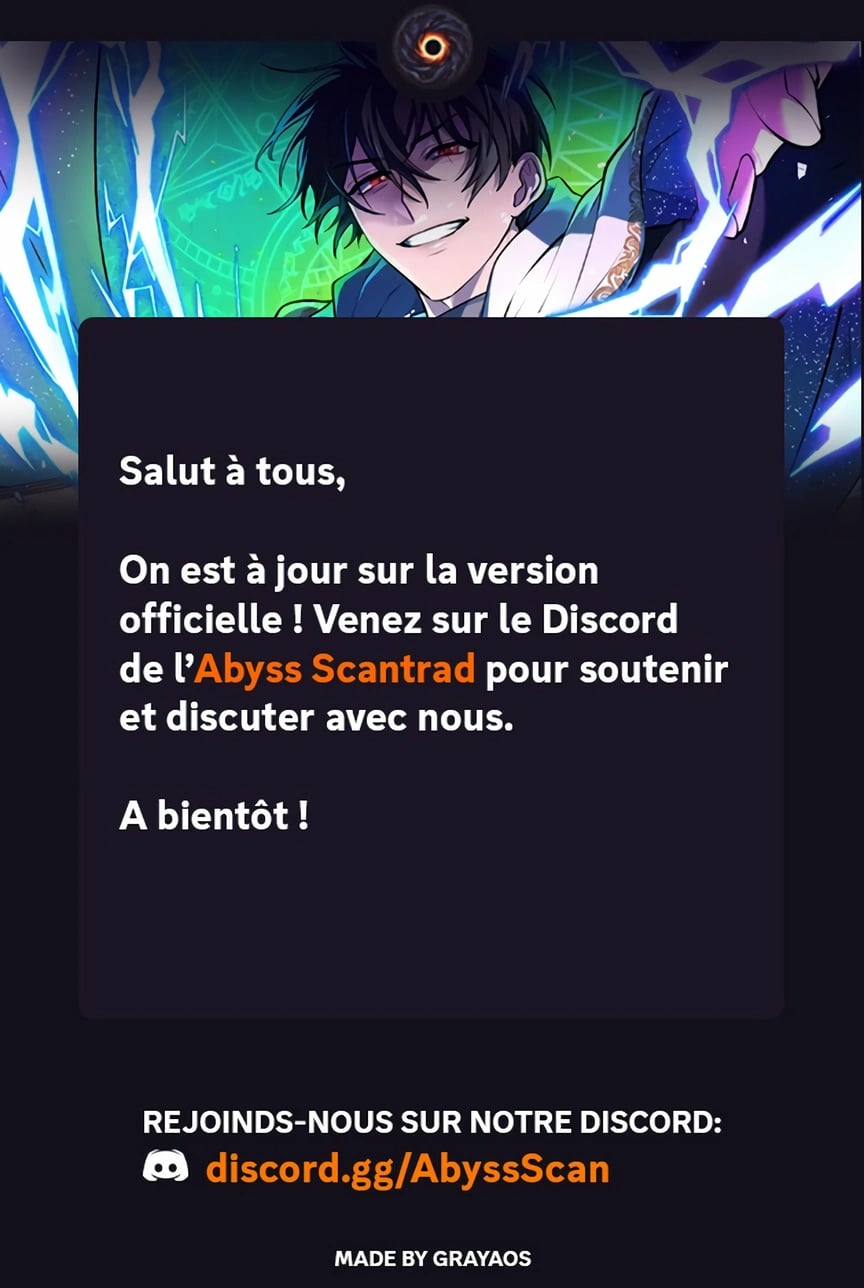 Salut à tous,
On est à jour sur la version
officielle ! Venez sur le Discord
de l’Abyss Scantrad pour soutenir
et discuter avec nous.
A bientôt !
REJOINDS-NOUS SUR NOTRE DISCORD:
discord.gg/AbyssScan
MADE BY GRAYAOS